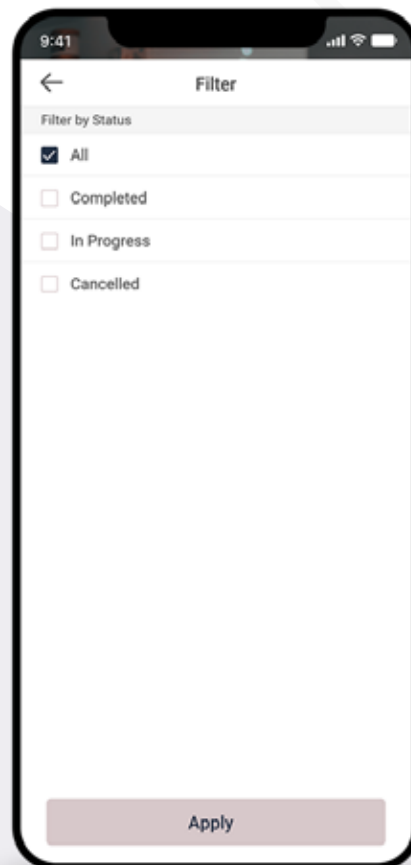 9:41
Filter
Filter by Status
All
Completed
In Progress
Cancelled
Apply